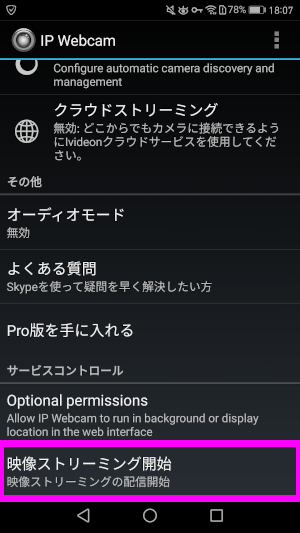 78% 18:07
IP Webcam
Configure automatic camera discovery and
management
クラウドストリーミング
無効: どこからでもカメラに接続できるよう
にIvideonクラウドサービスを使用してくだ
さい。
その他
オーディオモード
無効
よくある質問
Skypeを使って疑問を早く解決したい方
Pro版を手に入れる
サービスコントロール
Optional permissions
Allow IP Webcam to run in background or display
location in the web interface
映像ストリーミング開始
映像ストリーミングの配信開始